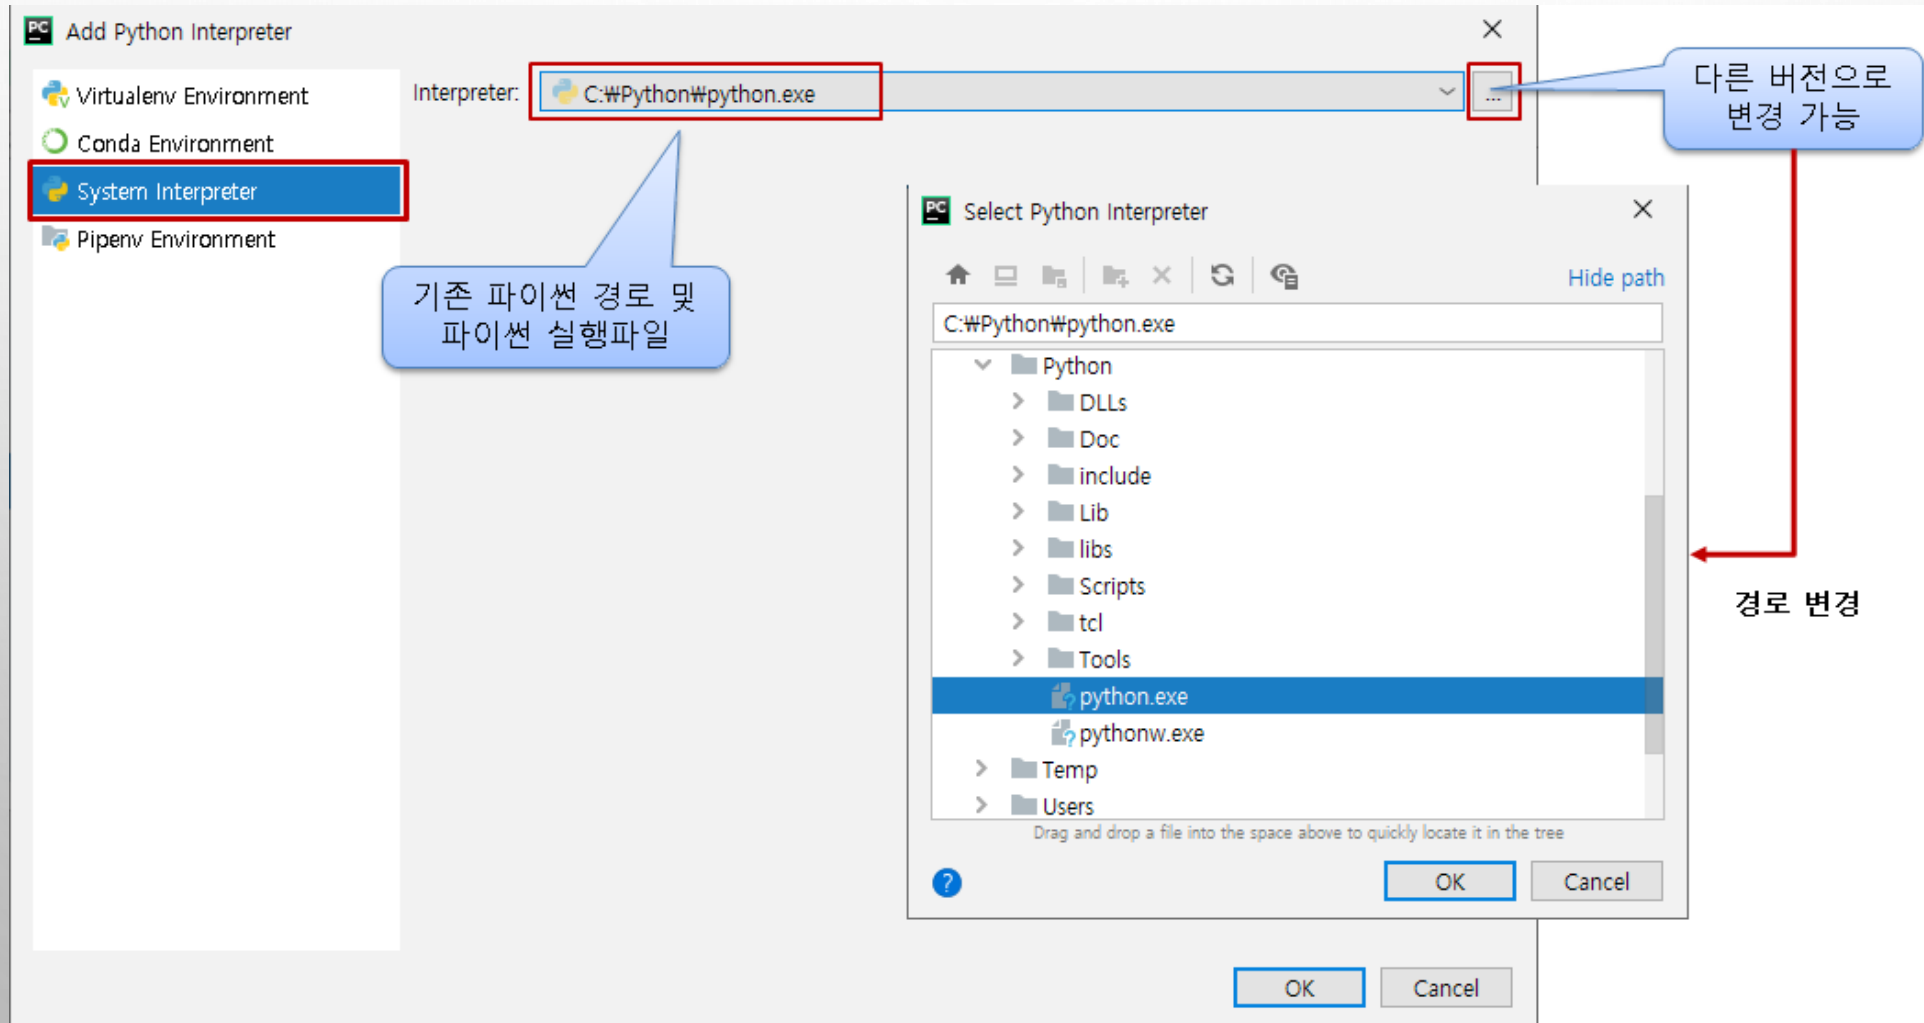 PC Add Python Interpreter
Virtualenv Environment
Conda Environment
System Interpreter
Pipenv Environment
Interpreter: C:₩Python₩python.exe ...
다른 버전으로
변경 가능
기존 파이썬 경로 및
파이썬 실행파일
PC Select Python Interpreter
Hide path
C:₩Python₩python.exe
Python
DLLs
Doc
include
Lib
libs
Scripts
tcl
Tools
python.exe
pythonw.exe
Temp
Users
Drag and drop a file into the space above to quickly locate it in the tree
? OK Cancel
경로 변경
OK Cancel